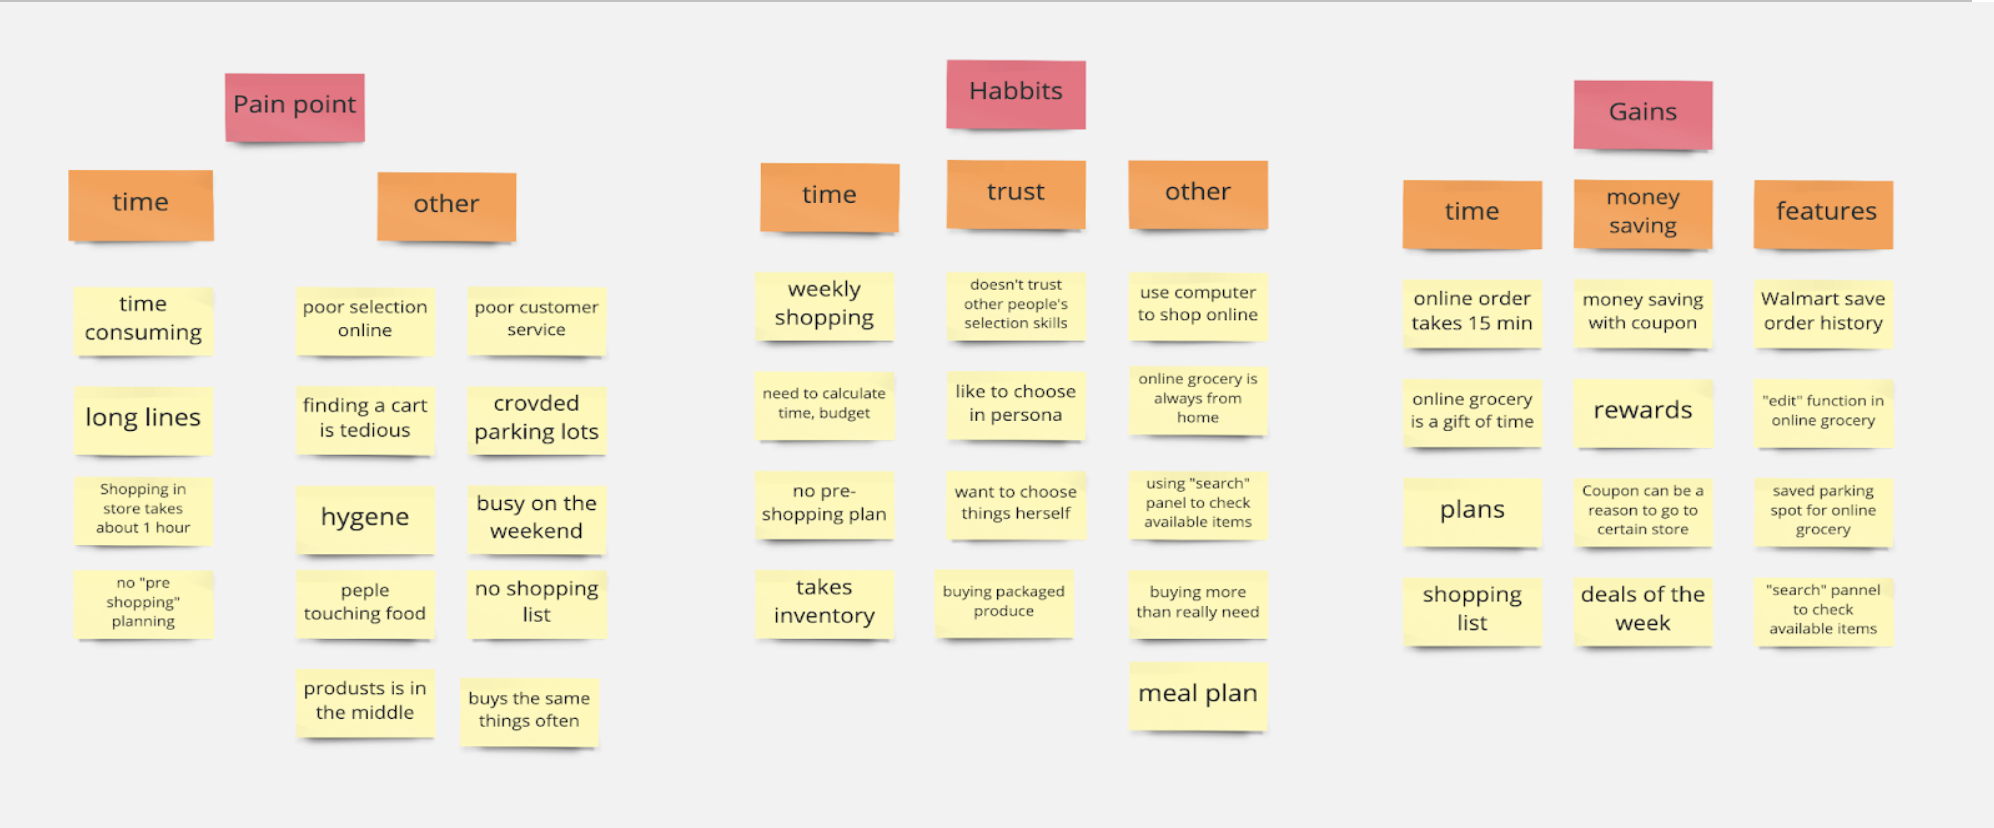 Pain point
time
other
time
consuming
long lines
Shopping in
store takes
about 1 hour
no "pre
shopping"
planning
poor selection
online
finding a cart
is tedious
hygene
peple
touching food
produsts is in
the middle
poor customer
service
crovded
parking lots
busy on the
weekend
no shopping
list
buys the same
things often
Habbits
time
trust
other
weekly
shopping
need to calculate
time, budget
no pre-
shopping plan
takes
inventory
doesn't trust
other people's
selection skills
like to choose
in persona
want to choose
things herself
buying packaged
produce
use computer
to shop online
online grocery is
always from
home
using "search"
panel to check
available items
buying more
than really need
meal plan
Gains
time
money
saving
features
online order
takes 15 min
online grocery
is a gift of time
plans
shopping
list
money saving
with coupon
rewards
Coupon can be a
reason to go to
certain store
deals of the
week
Walmart save
order history
"edit" function in
online grocery
saved parking
spot for online
grocery
"search" pannel
to check
available items